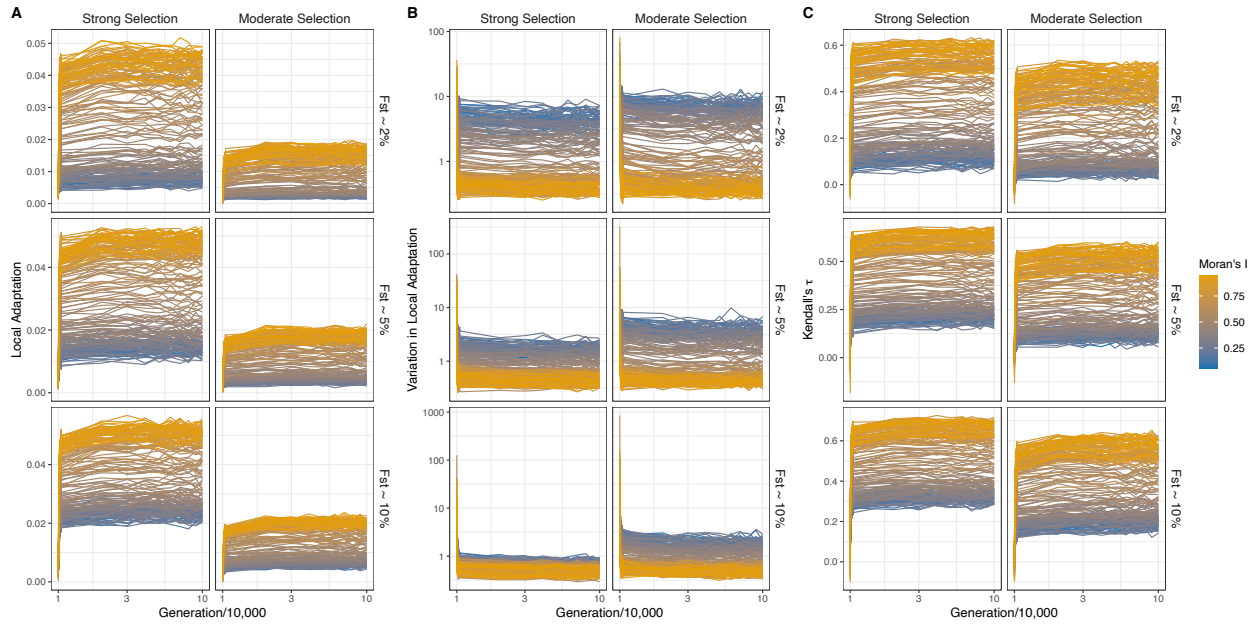 A
Strong Selection
Moderate Selection
Local Adaptation
0.05
0.04
0.03
0.02
0.01
0.00
Fst ~ 2%
0.04
0.02
0.00
Fst ~ 5%
0.04
0.02
0.00
Fst ~ 10%
1
3
10
1
3
10
Generation/10,000
B
Strong Selection
Moderate Selection
Variation in Local Adaptation
100
10
1
Fst ~ 2%
100
10
1
Fst ~ 5%
1000
100
10
1
Fst ~ 10%
1
3
10
1
3
10
Generation/10,000
C
Strong Selection
Moderate Selection
Kendall's τ
0.6
0.4
0.2
0.0
Fst ~ 2%
0.50
0.25
0.00
Fst ~ 5%
0.6
0.4
0.2
0.0
Fst ~ 10%
1
3
10
1
3
10
Generation/10,000
Moran's I
0.75
0.50
0.25